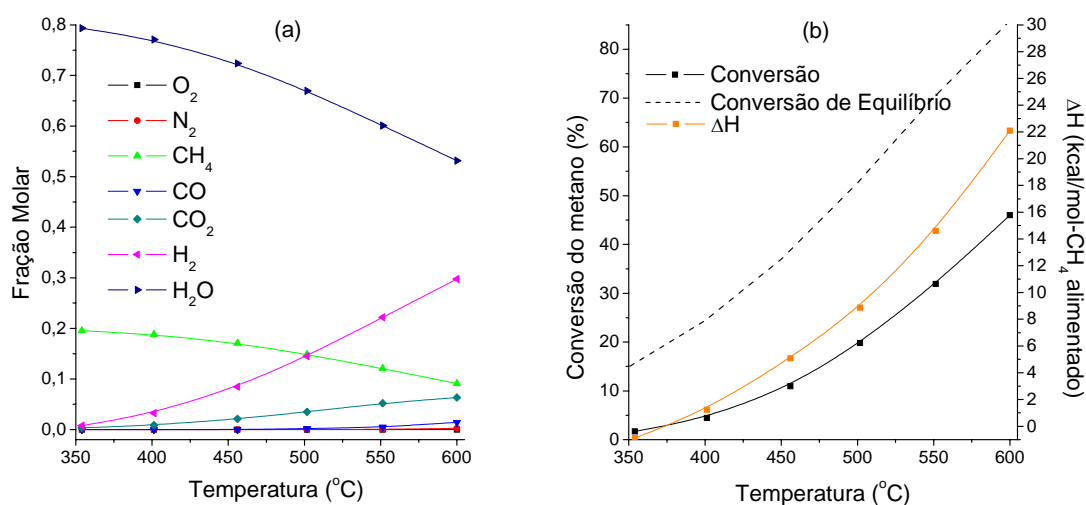 (a)
Fração Molar
0,8
0,7
0,6
0,5
0,4
0,3
0,2
0,1
0,0
O2
N2
CH4
CO
CO2
H2
H2O
350 400 450 500 550 600
Temperatura (oC)
(b)
Conversão do metano (%)
80
70
60
50
40
30
20
10
0
Conversão
Conversão de Equilíbrio
ΔH
350 400 450 500 550 600
Temperatura (oC)
30
28
26
24
22
20
18
16
14
12
10
8
6
4
2
0
ΔH (kcal/mol-CH4 alimentado)